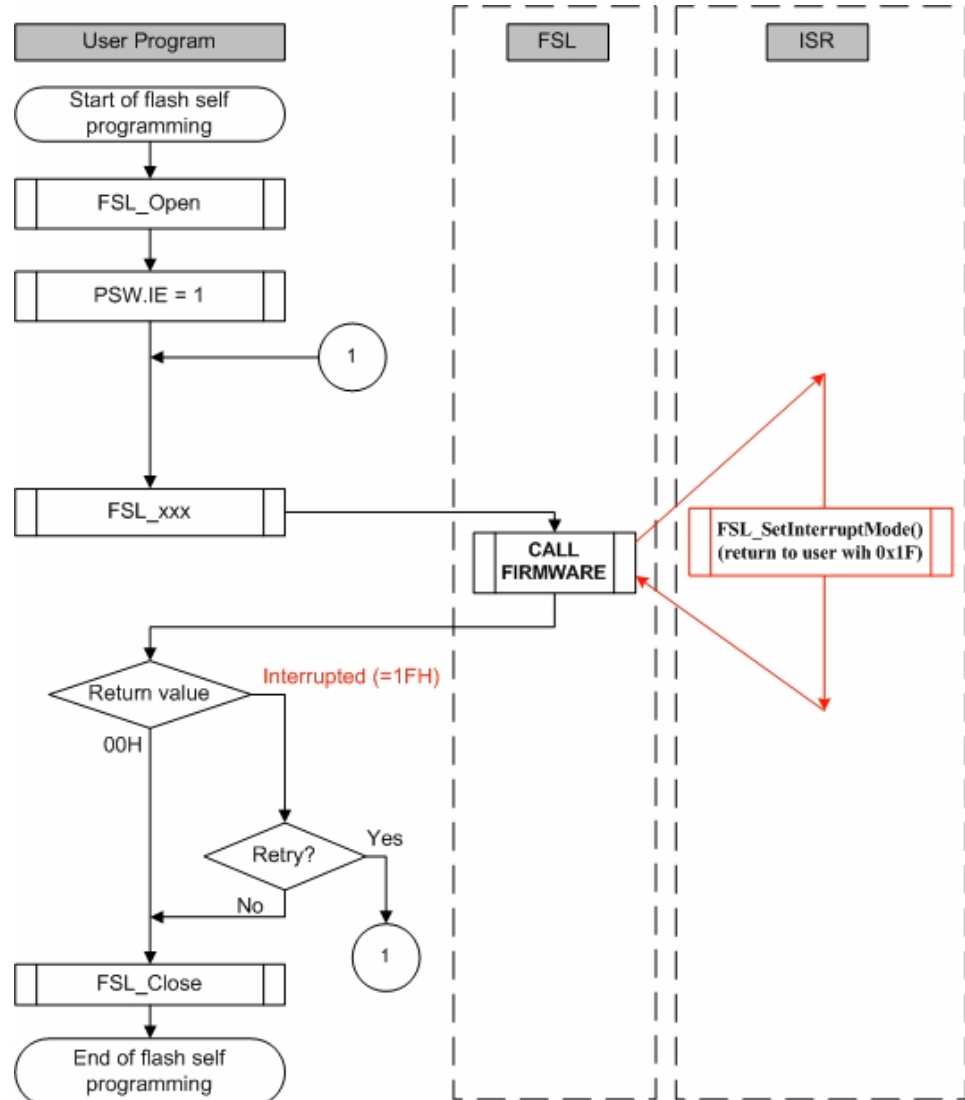 User Program
FSL
ISR
Start of flash self
programming
FSL_Open
PSW.IE = 1
1
FSL_xxx
CALL
FIRMWARE
FSL_SetInterruptMode()
(return to user wih 0x1F)
Return value
Interrupted (=1FH)
00H
Retry?
Yes
No
1
FSL_Close
End of flash self
programming